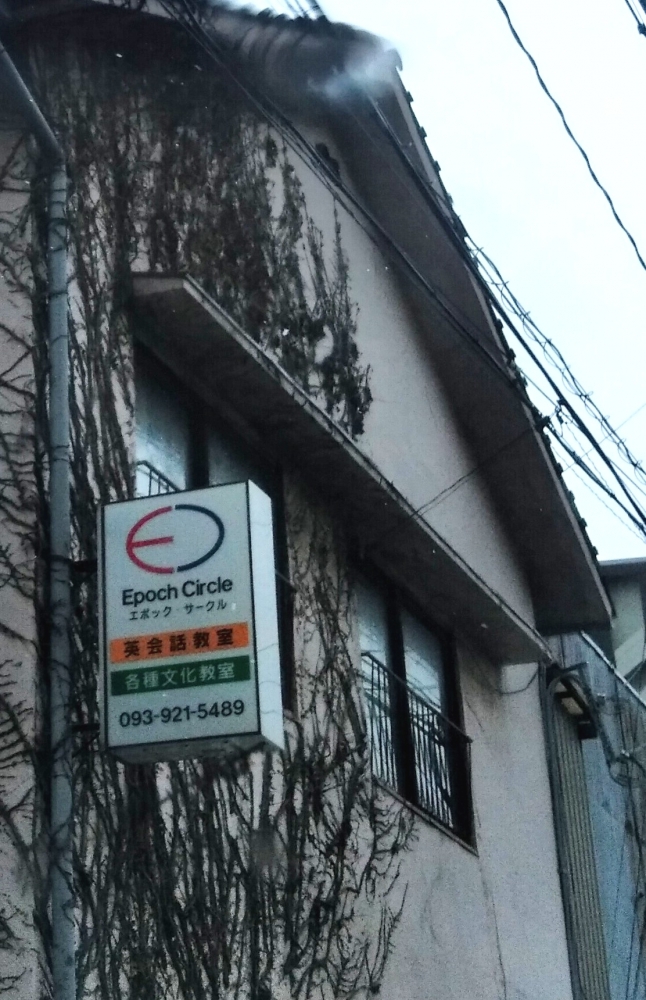 Epoch Circle
エポック・サークル
英会話教室
各種文化教室
093-921-5489